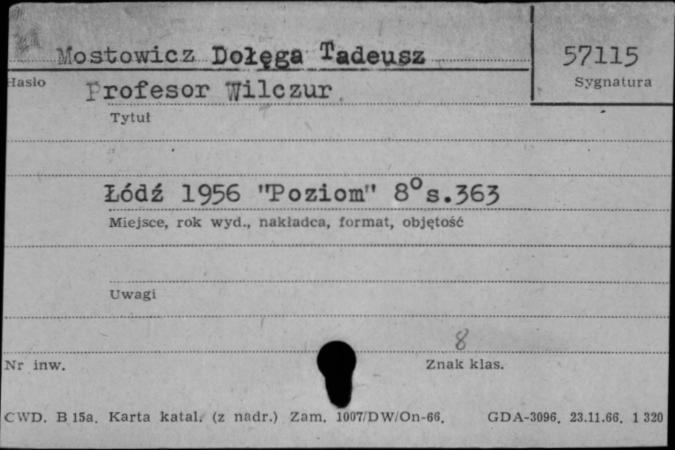 Mostowicz Dołęga Tadeusz
57115
Hasło
Sygnatura
Profesor Wilczur
Tytuł
Łódź 1956 "Poziom" 8° s.363
Miejsce, rok wyd., nakładca, format, objętość
Uwagi
8
Nr inw.
Znak klas.
CWD. B 15a. Karta katal. (z nadr.) Zam. 1007/DW/On-66. GDA-3096. 23.11.66. 1 320